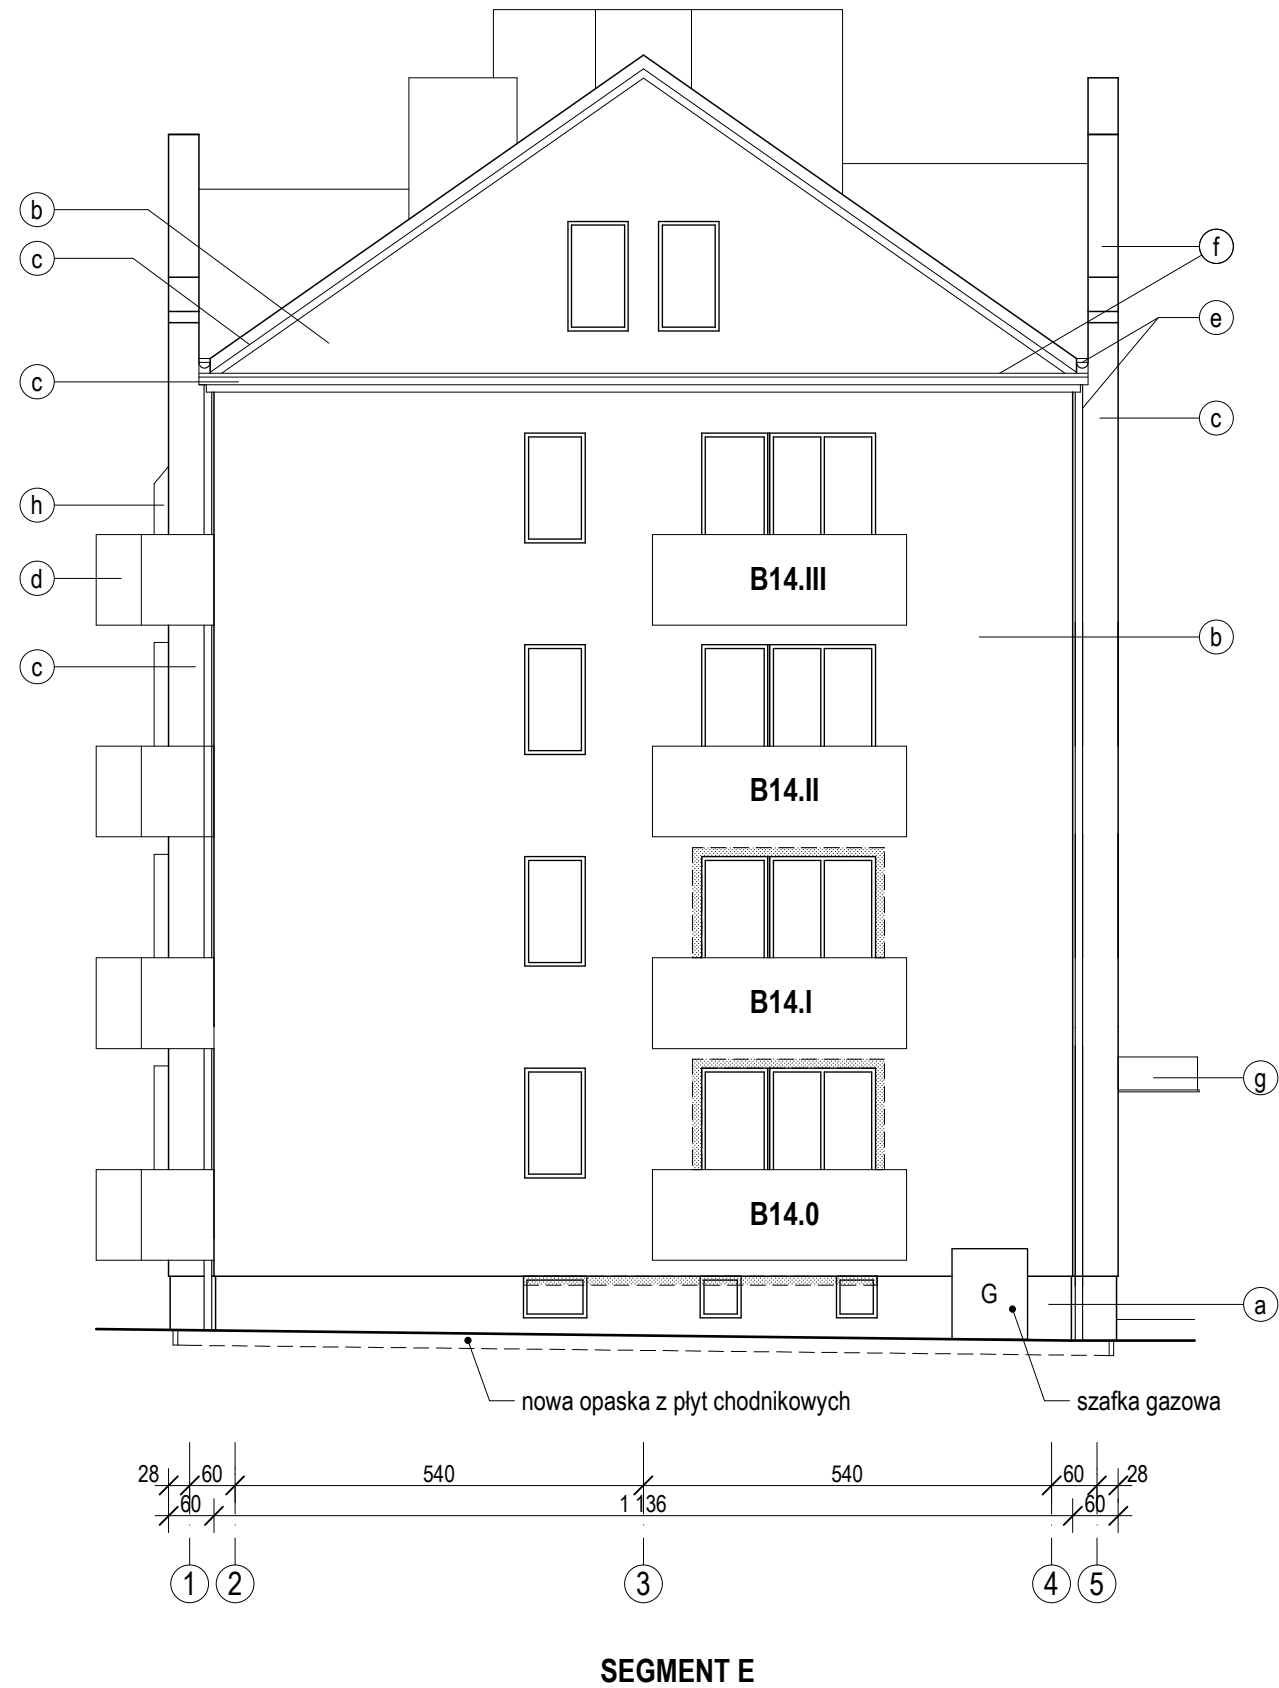 b
f
c
e
c
c
h
d
B14.III
b
c
B14.II
B14.I
g
B14.0
G
a
nowa opaska z płyt chodnikowych
szafka gazowa
28 60 540 540 60 28
60 1 136 60
1 2 3 4 5
SEGMENT E